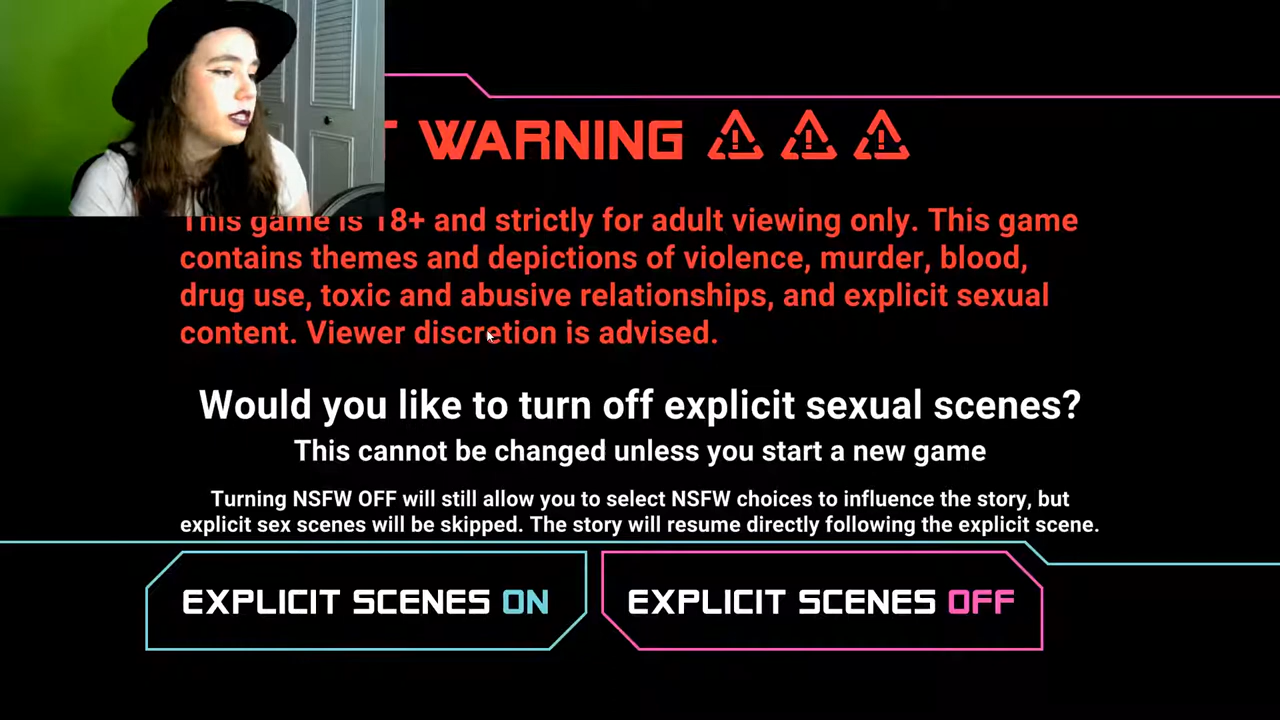 WARNING
This game is 18+ and strictly for adult viewing only. This game
contains themes and depictions of violence, murder, blood,
drug use, toxic and abusive relationships, and explicit sexual
content. Viewer discretion is advised.
Would you like to turn off explicit sexual scenes?
This cannot be changed unless you start a new game
Turning NSFW OFF will still allow you to select NSFW choices to influence the story, but
explicit sex scenes will be skipped. The story will resume directly following the explicit scene.
EXPLICIT SCENES ON
EXPLICIT SCENES OFF